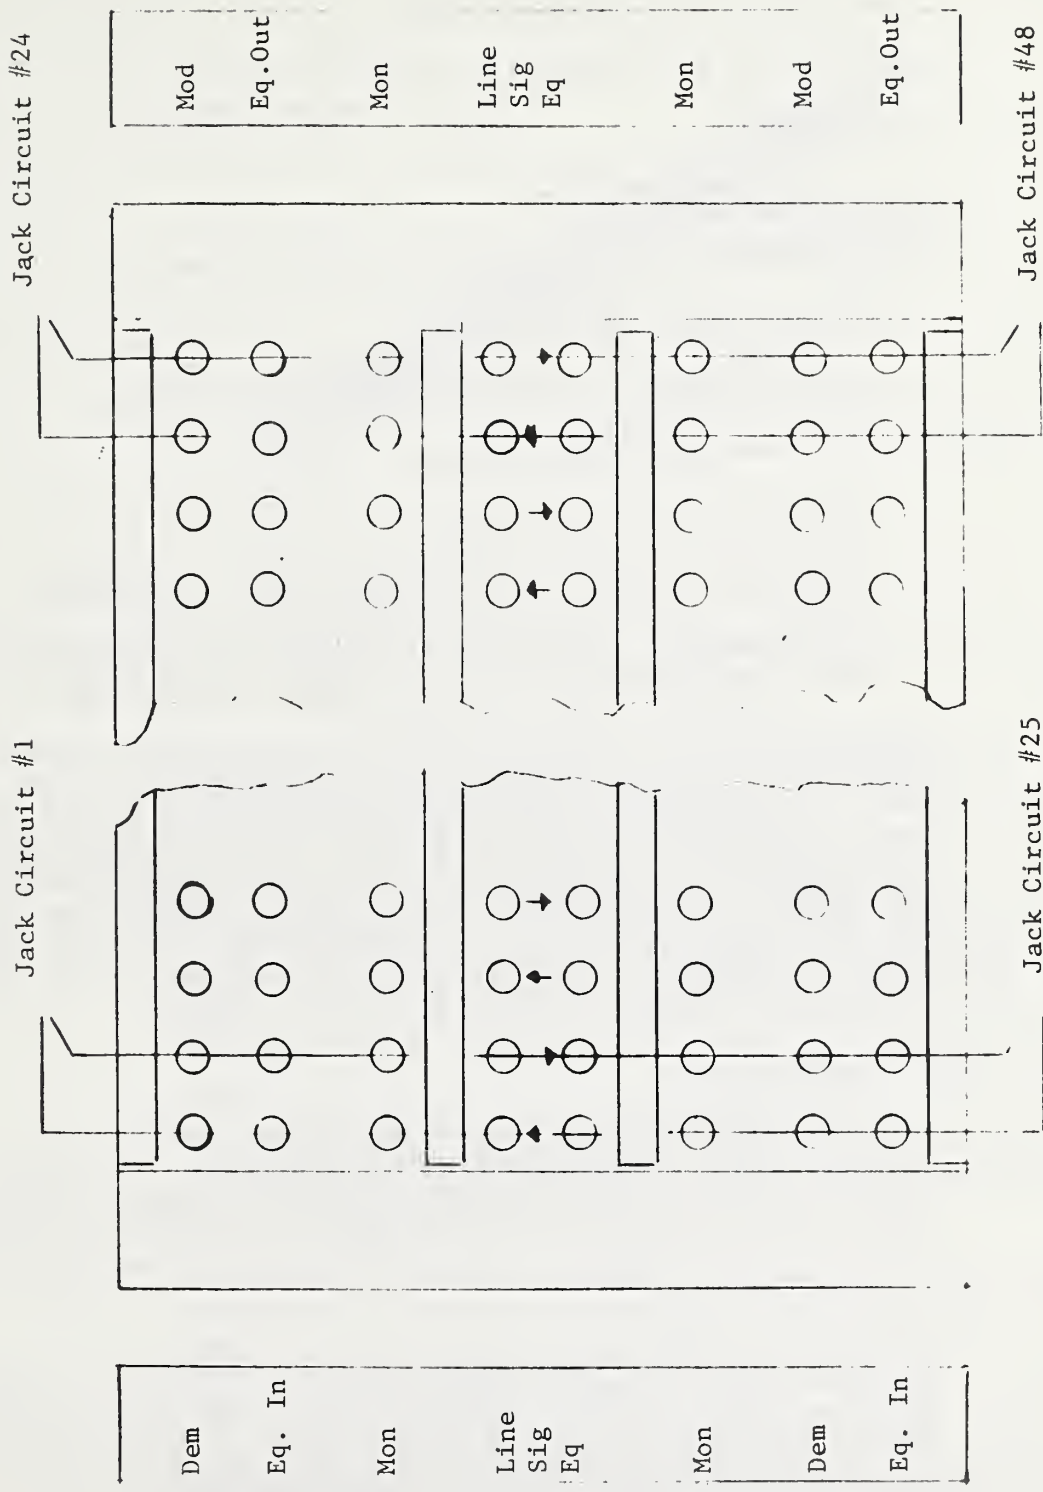 Jack Circuit #1
Jack Circuit #24
Dem
Eq. In
Mon
Line
Sig
Eq
Mon
Dem
Eq. In
Mod
Eq.Out
Mon
Line
Sig
Eq
Mon
Mod
Eq.Out
Jack Circuit #25
Jack Circuit #48